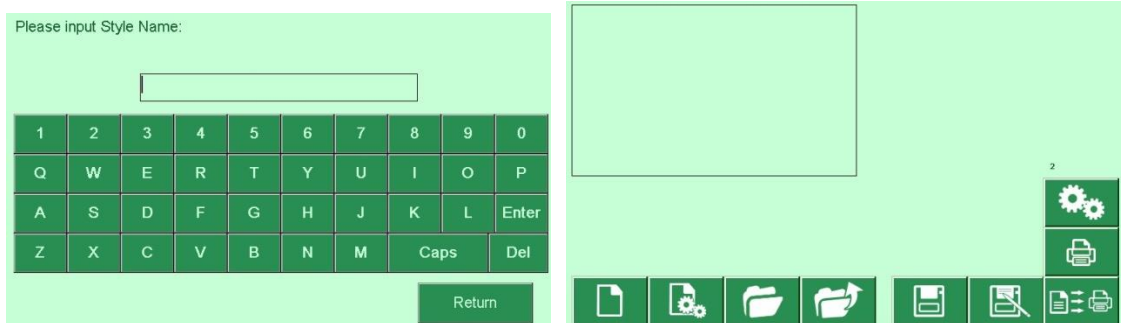 Please input Style Name:
1 2 3 4 5 6 7 8 9 0
Q W E R T Y U I O P
A S D F G H J K L Enter
Z X C V B N M Caps Del
Return
2